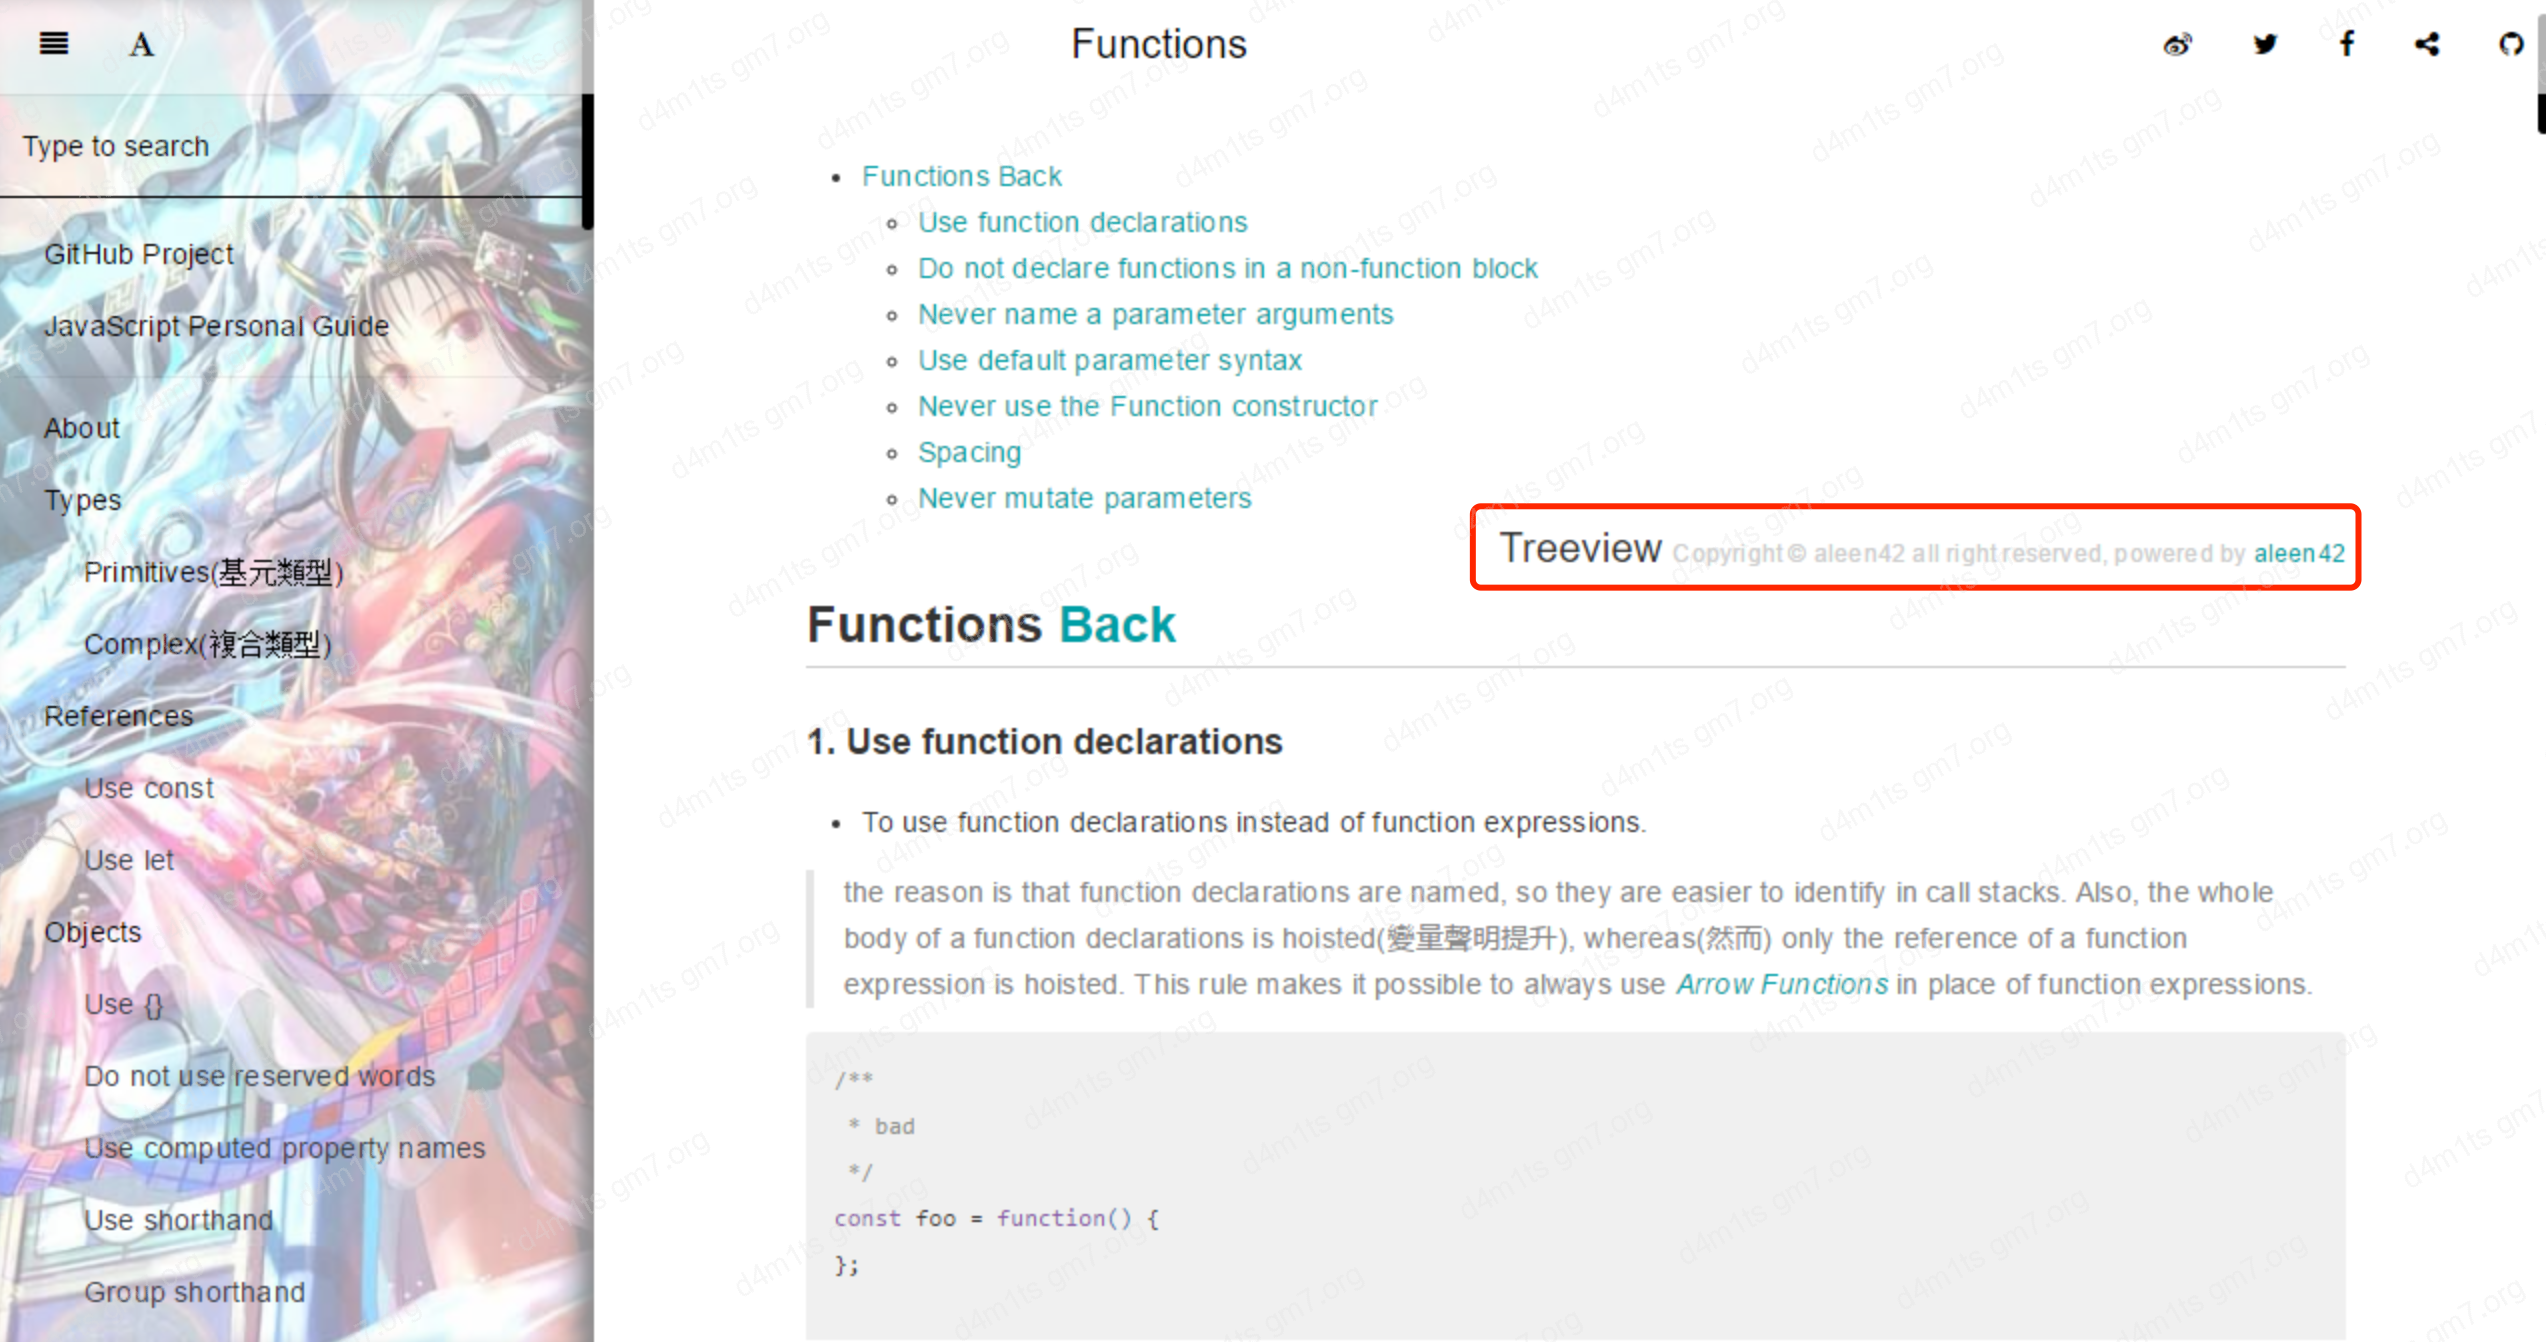 A
Functions
Type to search
GitHub Project
JavaScript Personal Guide
About
Types
Primitives(基元類型)
Complex(複合類型)
References
Use const
Use let
Objects
Use {}
Do not use reserved words
Use computed property names
Use shorthand
Group shorthand
• Functions Back
◦ Use function declarations
◦ Do not declare functions in a non-function block
◦ Never name a parameter arguments
◦ Use default parameter syntax
◦ Never use the Function constructor
◦ Spacing
◦ Never mutate parameters
Treeview Copyright © aleen42 all right reserved, powered by aleen42
Functions Back
1. Use function declarations
• To use function declarations instead of function expressions.
the reason is that function declarations are named, so they are easier to identify in call stacks. Also, the whole
body of a function declarations is hoisted(變量聲明提升), whereas(然而) only the reference of a function
expression is hoisted. This rule makes it possible to always use Arrow Functions in place of function expressions.
/**
 * bad
 */
const foo = function() {
};
d4m1ts gm7.org